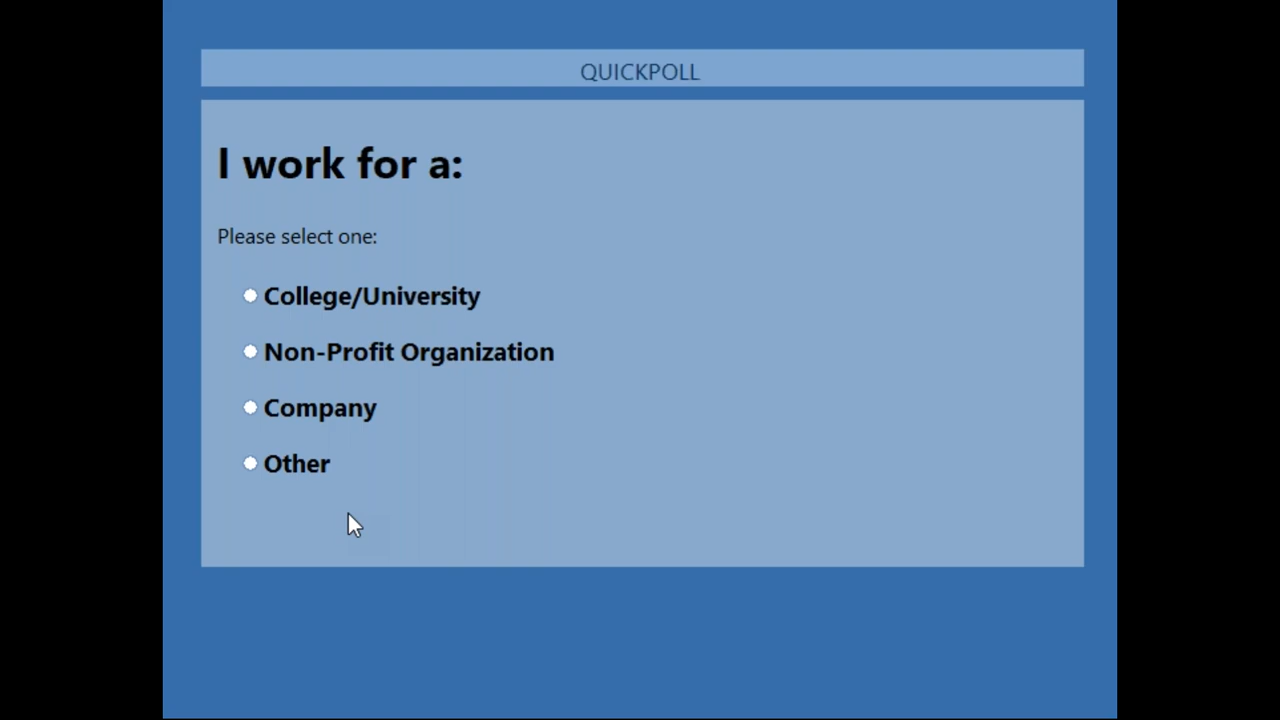 QUICKPOLL
I work for a:
Please select one:
College/University
Non-Profit Organization
Company
Other